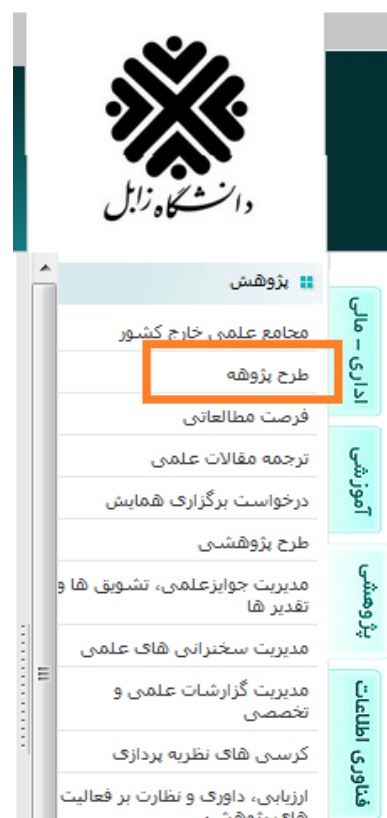 دانشگاه زابل
پژوهش
مجامع علمی خارج کشور
طرح پژوهه
فرصت مطالعاتی
ترجمه مقالات علمی
درخواست برگزاری همایش
طرح پژوهشی
مدیریت جوایزعلمی، تشویق ها و
تقدیر ها
مدیریت سخنرانی های علمی
مدیریت گزارشات علمی و
تخصصی
کرسی های نظریه پردازی
ارزیابی، داوری و نظارت بر فعالیت
اداری - مالی
آموزشی
پژوهشی
فناوری اطلاعات